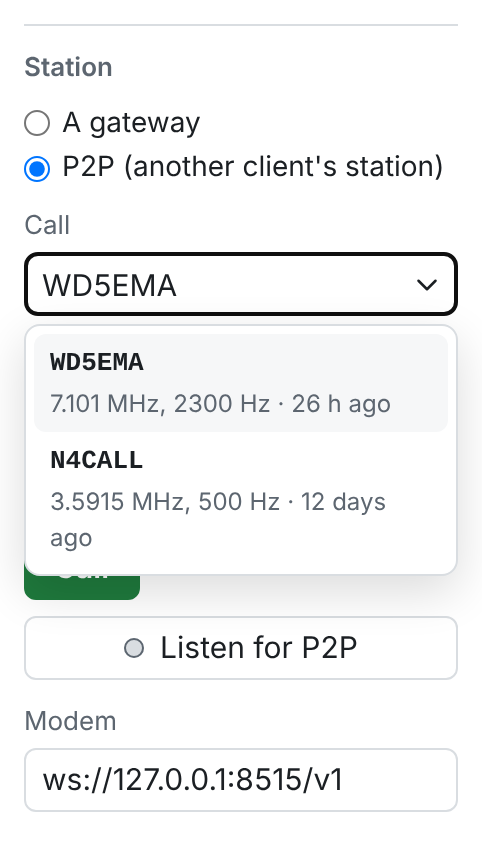 Station
A gateway
P2P (another client's station)
Call
WD5EMA
WD5EMA
7.101 MHz, 2300 Hz · 26 h ago
N4CALL
3.5915 MHz, 500 Hz · 12 days
ago
Listen for P2P
Modem
ws://127.0.0.1:8515/v1